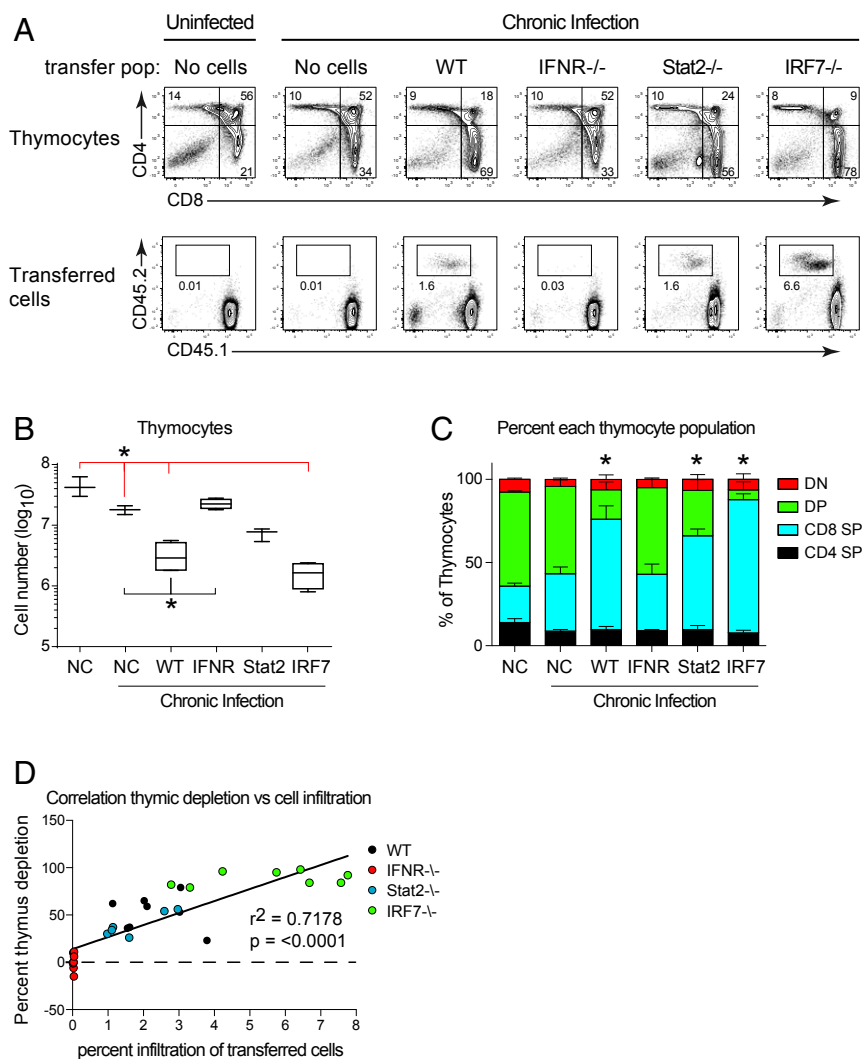 A
Uninfected Chronic Infection
transfer pop: No cells No cells WT IFNR-/- Stat2-/- IRF7-/-
14 56 10 52 9 18 10 52 10 24 8 9
Thymocytes
CD4
21 34 69 33 56 78
CD8
Transferred
cells
CD45.2
0.01 0.01 1.6 0.03 1.6 6.6
CD45.1
B
Thymocytes
Cell number (log10)
8
7
6
5
*
*
NC NC WT IFNR Stat2 IRF7
Chronic Infection
C
Percent each thymocyte population
% of Thymocytes
100
50
0
* * *
DN
DP
CD8 SP
CD4 SP
NC NC WT IFNR Stat2 IRF7
Chronic Infection
D
Correlation thymic depletion vs cell infiltration
Percent thymus depletion
150
100
50
0
-50
WT
IFNR-\-
Stat2-\-
IRF7-\-
r2 = 0.7178
p = <0.0001
0 1 2 3 4 5 6 7 8
percent infiltration of transferred cells